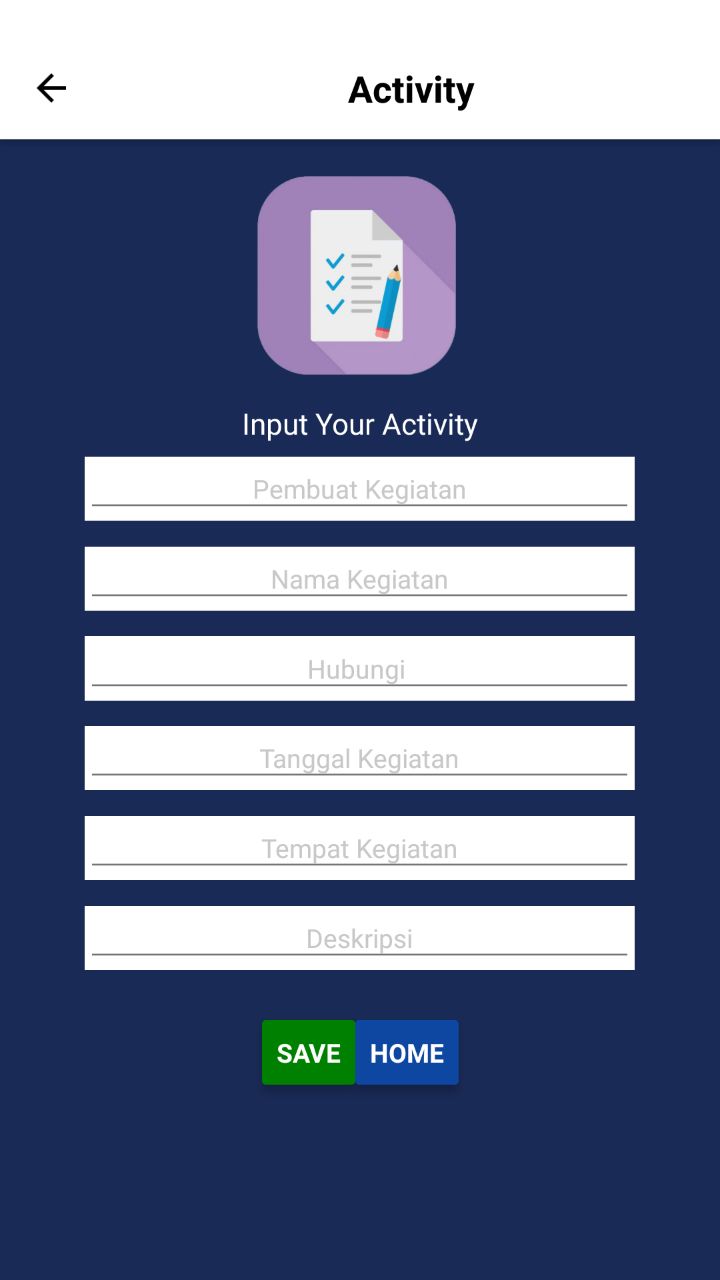 Activity
Input Your Activity
Pembuat Kegiatan
Nama Kegiatan
Hubungi
Tanggal Kegiatan
Tempat Kegiatan
Deskripsi
SAVE HOME